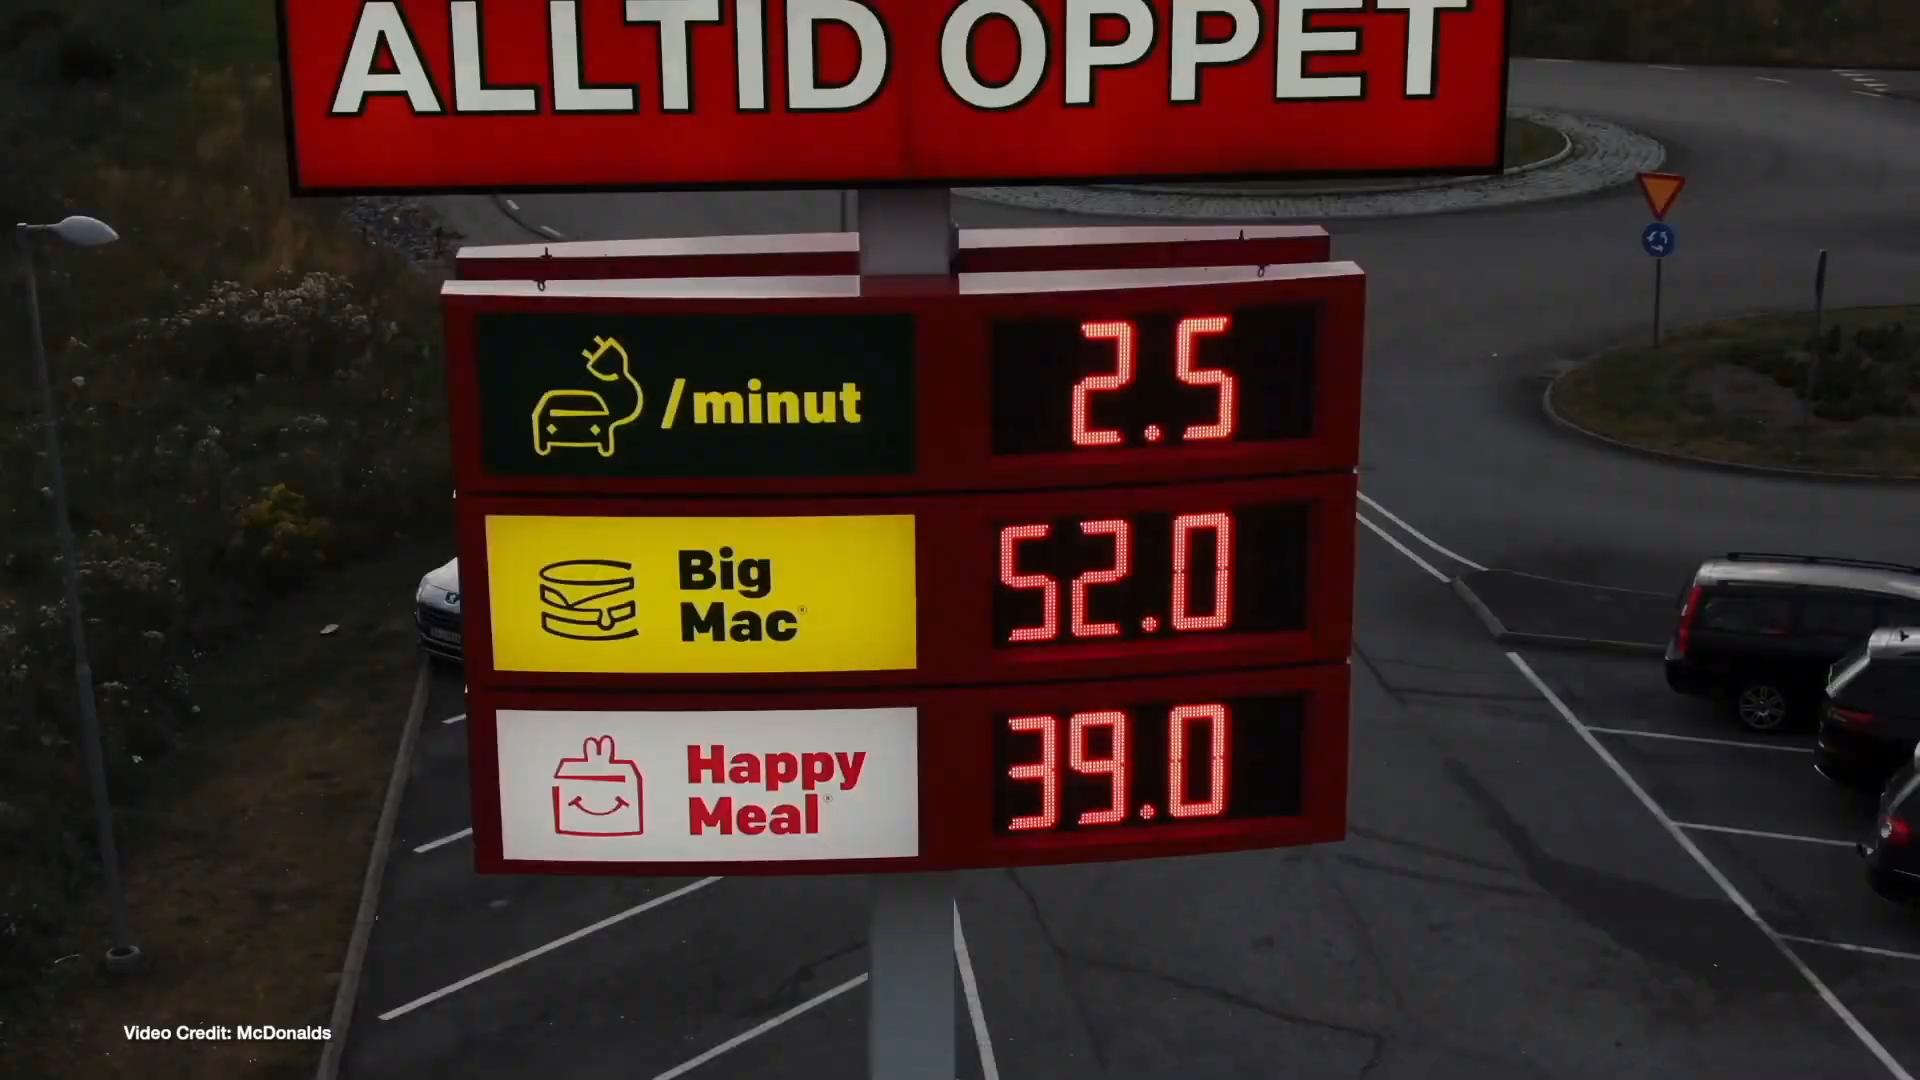 ALLTID OPPET
/minut 2.5
Big
Mac® 52.0
Happy
Meal® 39.0
Video Credit: McDonalds